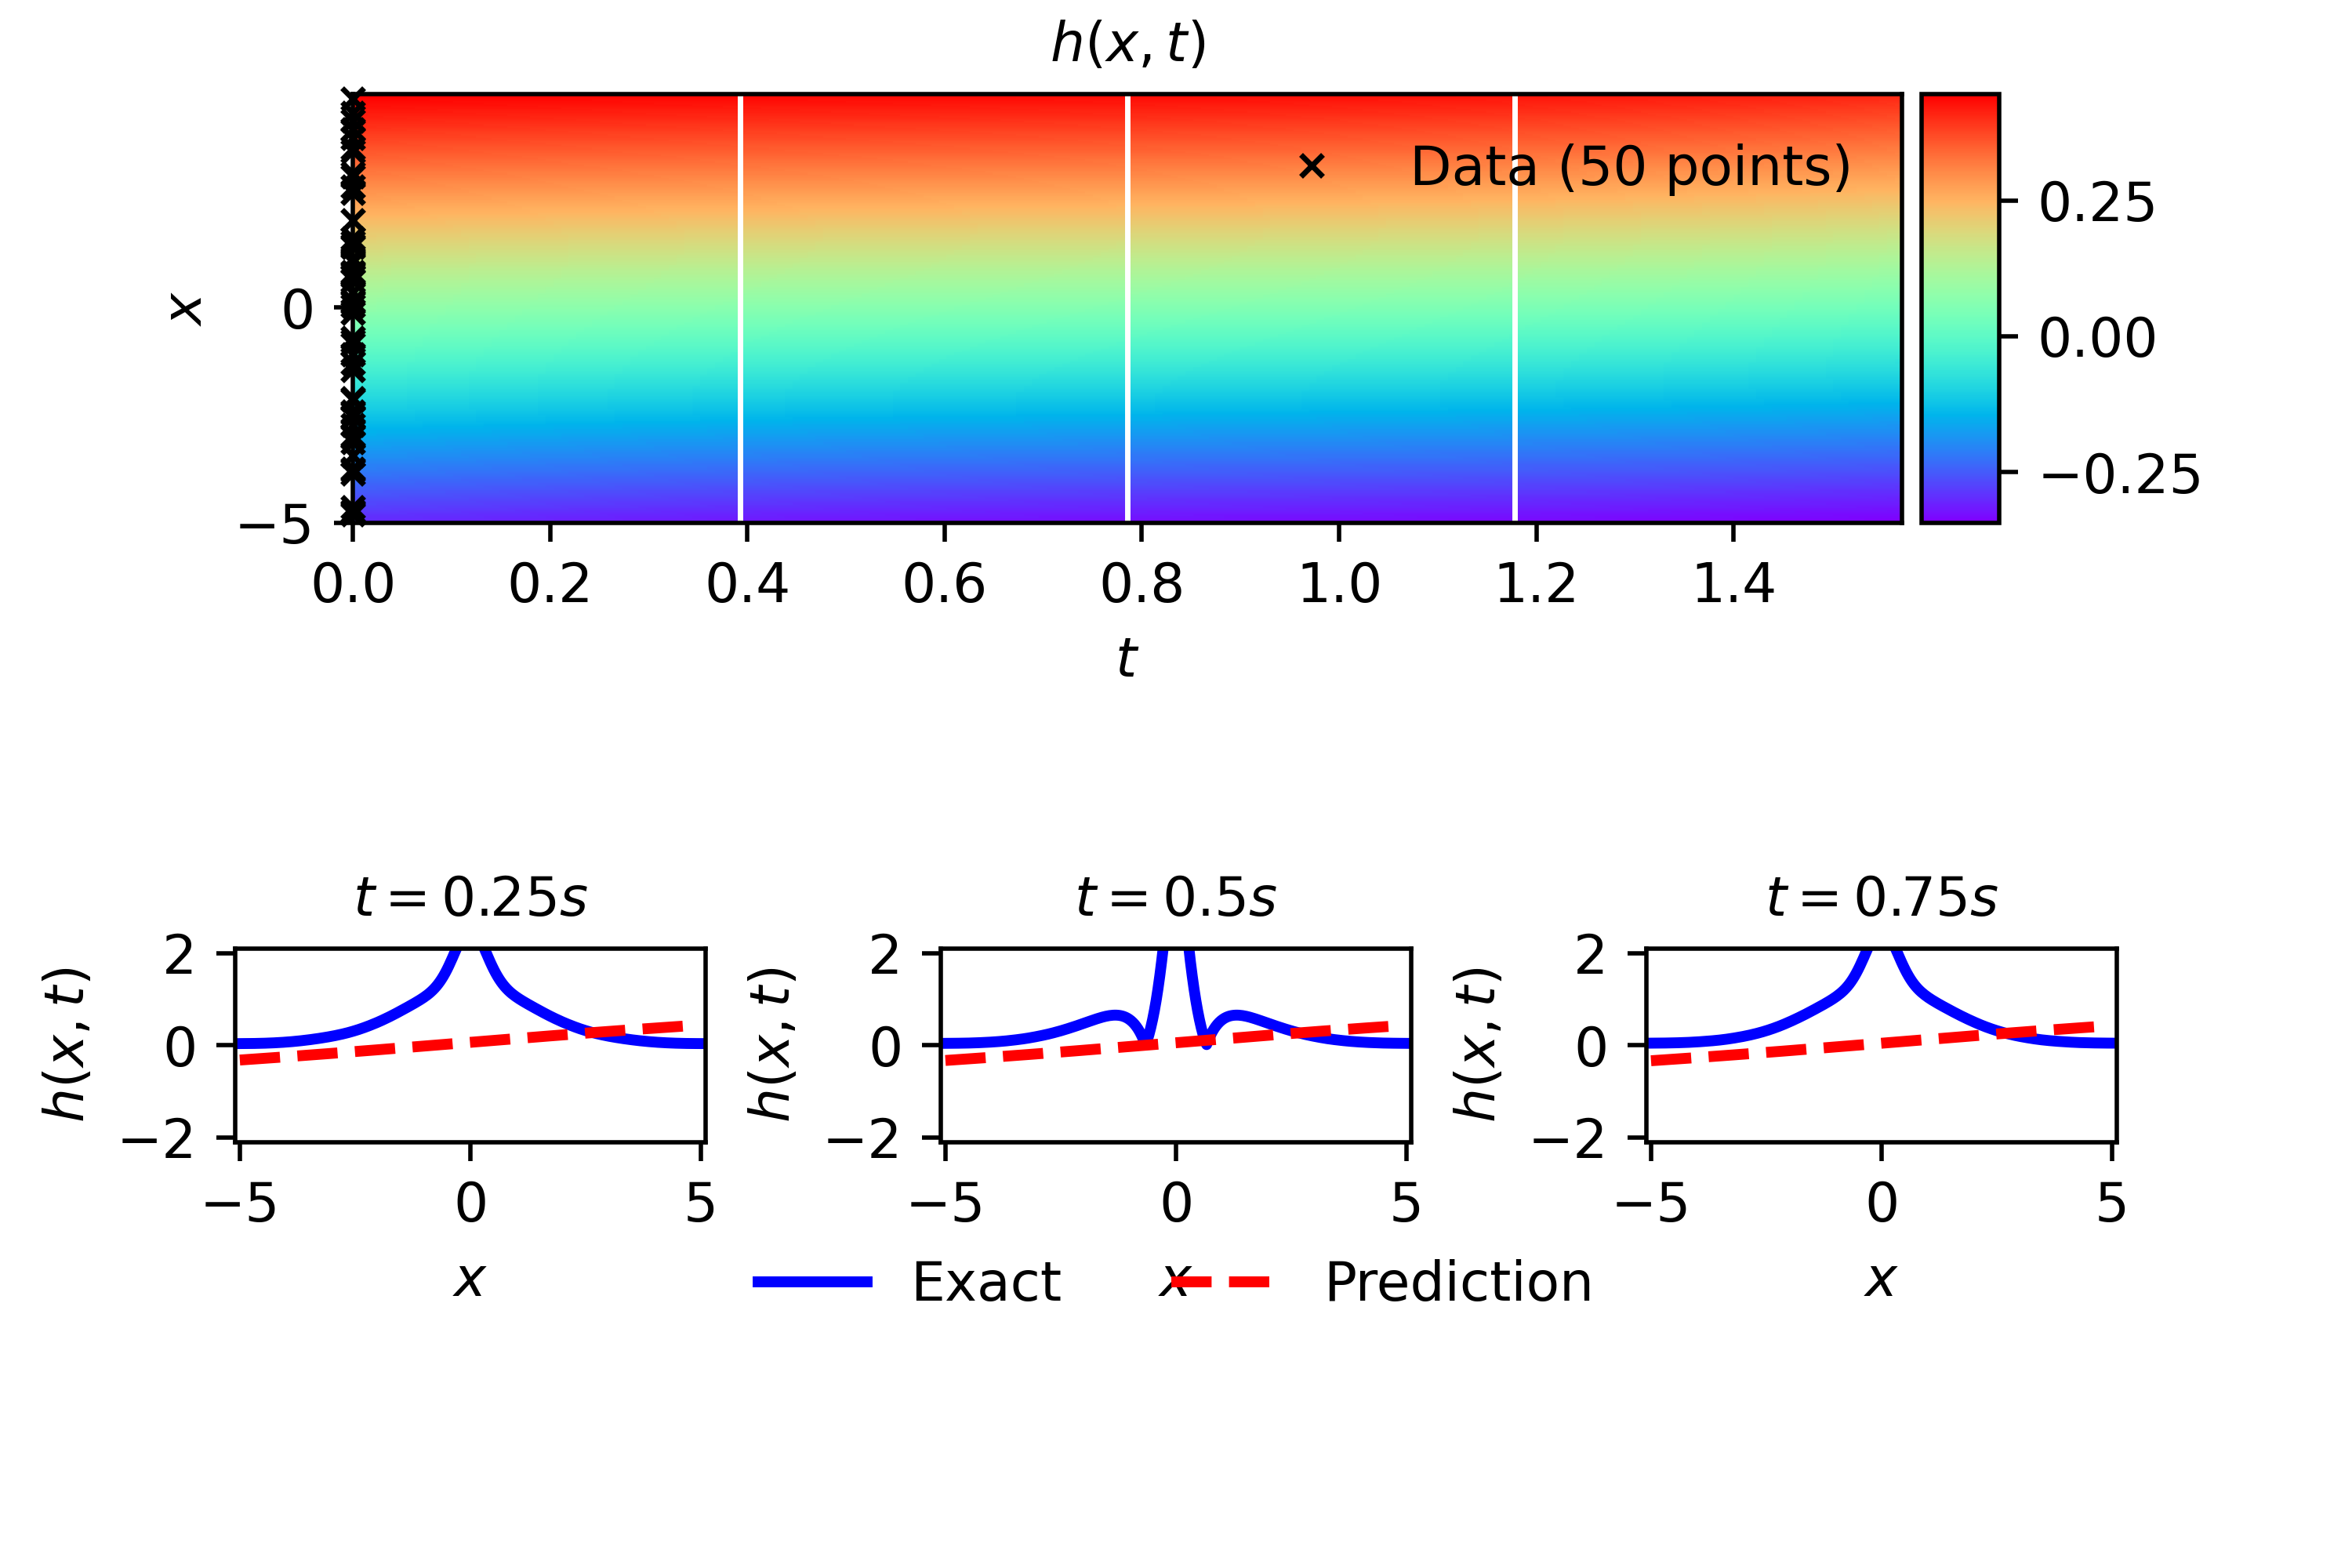 h(x, t)
Data (50 points)
x
0
−5
0.25
0.00
−0.25
0.0 0.2 0.4 0.6 0.8 1.0 1.2 1.4
t
t = 0.25s t = 0.5s t = 0.75s
h(x, t) h(x, t) h(x, t)
2 2 2
0 0 0
−2 −2 −2
−5 0 5 −5 0 5 −5 0 5
x x x
Exact Prediction